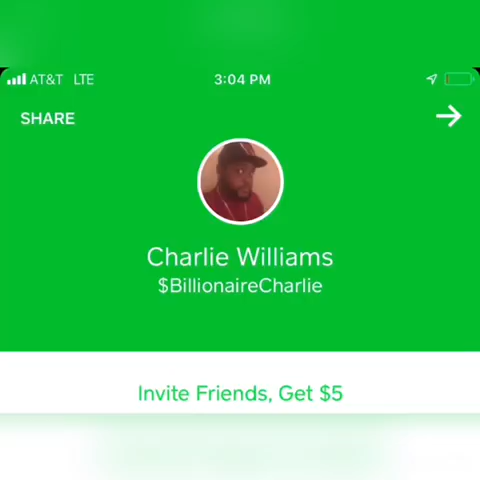 AT&T LTE 3:04 PM
SHARE
Charlie Williams
$BillionaireCharlie
Invite Friends, Get $5